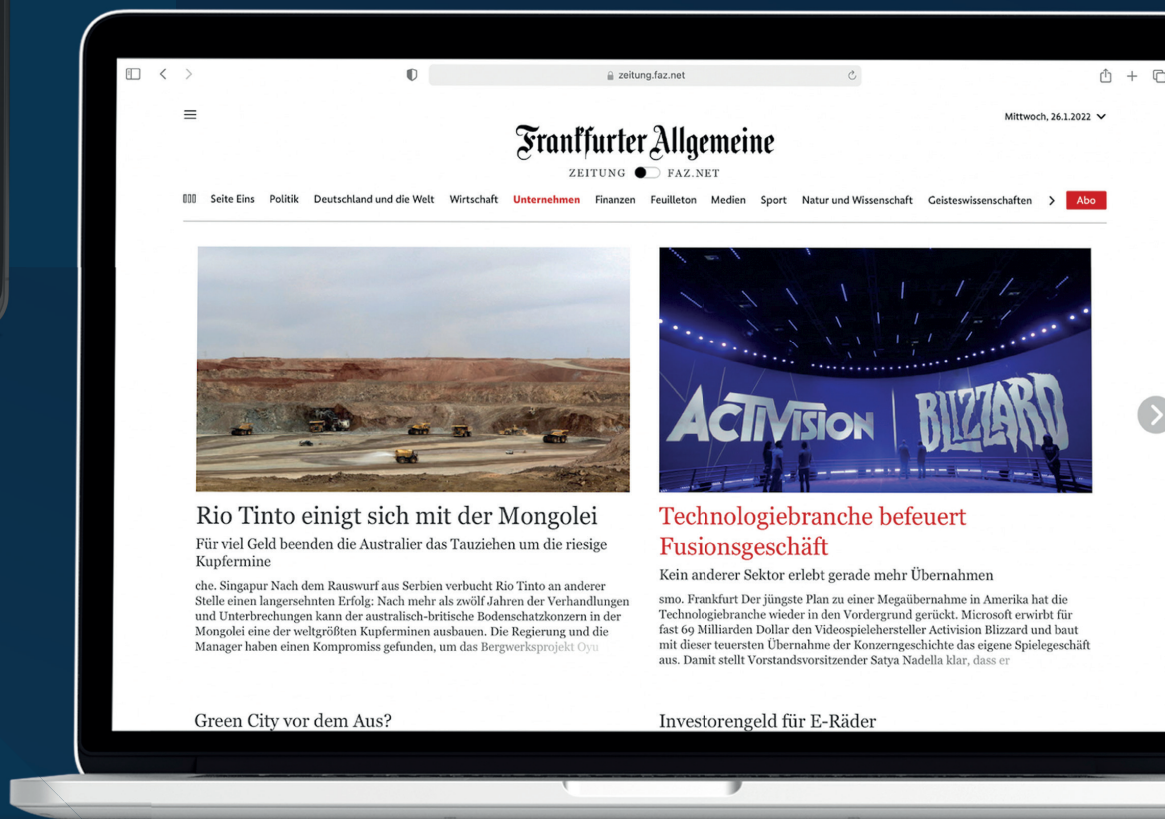 zeitung.faz.net
Mittwoch, 26.1.2022
Frankfurter Allgemeine
ZEITUNG FAZ.NET
Seite Eins Politik Deutschland und die Welt Wirtschaft Unternehmen Finanzen Feuilleton Medien Sport Natur und Wissenschaft Geisteswissenschaften Abo
ACTIVISION BLIZZARD
Rio Tinto einigt sich mit der Mongolei
Für viel Geld beenden die Australier das Tauziehen um die riesige
Kupfermine
che. Singapur Nach dem Rauswurf aus Serbien verbucht Rio Tinto an anderer
Stelle einen langersehnten Erfolg: Nach mehr als zwölf Jahren der Verhandlungen
und Unterbrechungen kann der australisch-britische Bodenschatzkonzern in der
Mongolei eine der weltgrößten Kupferminen ausbauen. Die Regierung und die
Manager haben einen Kompromiss gefunden, um das Bergwerksprojekt Oyu
Technologiebranche befeuert
Fusionsgeschäft
Kein anderer Sektor erlebt gerade mehr Übernahmen
smo. Frankfurt Der jüngste Plan zu einer Megaübernahme in Amerika hat die
Technologiebranche wieder in den Vordergrund gerückt. Microsoft erwirbt für
fast 69 Milliarden Dollar den Videospielehersteller Activision Blizzard und baut
mit dieser teuersten Übernahme der Konzerngeschichte das eigene Spielegeschäft
aus. Damit stellt Vorstandsvorsitzender Satya Nadella klar, dass er
Green City vor dem Aus?
Investorengeld für E-Räder